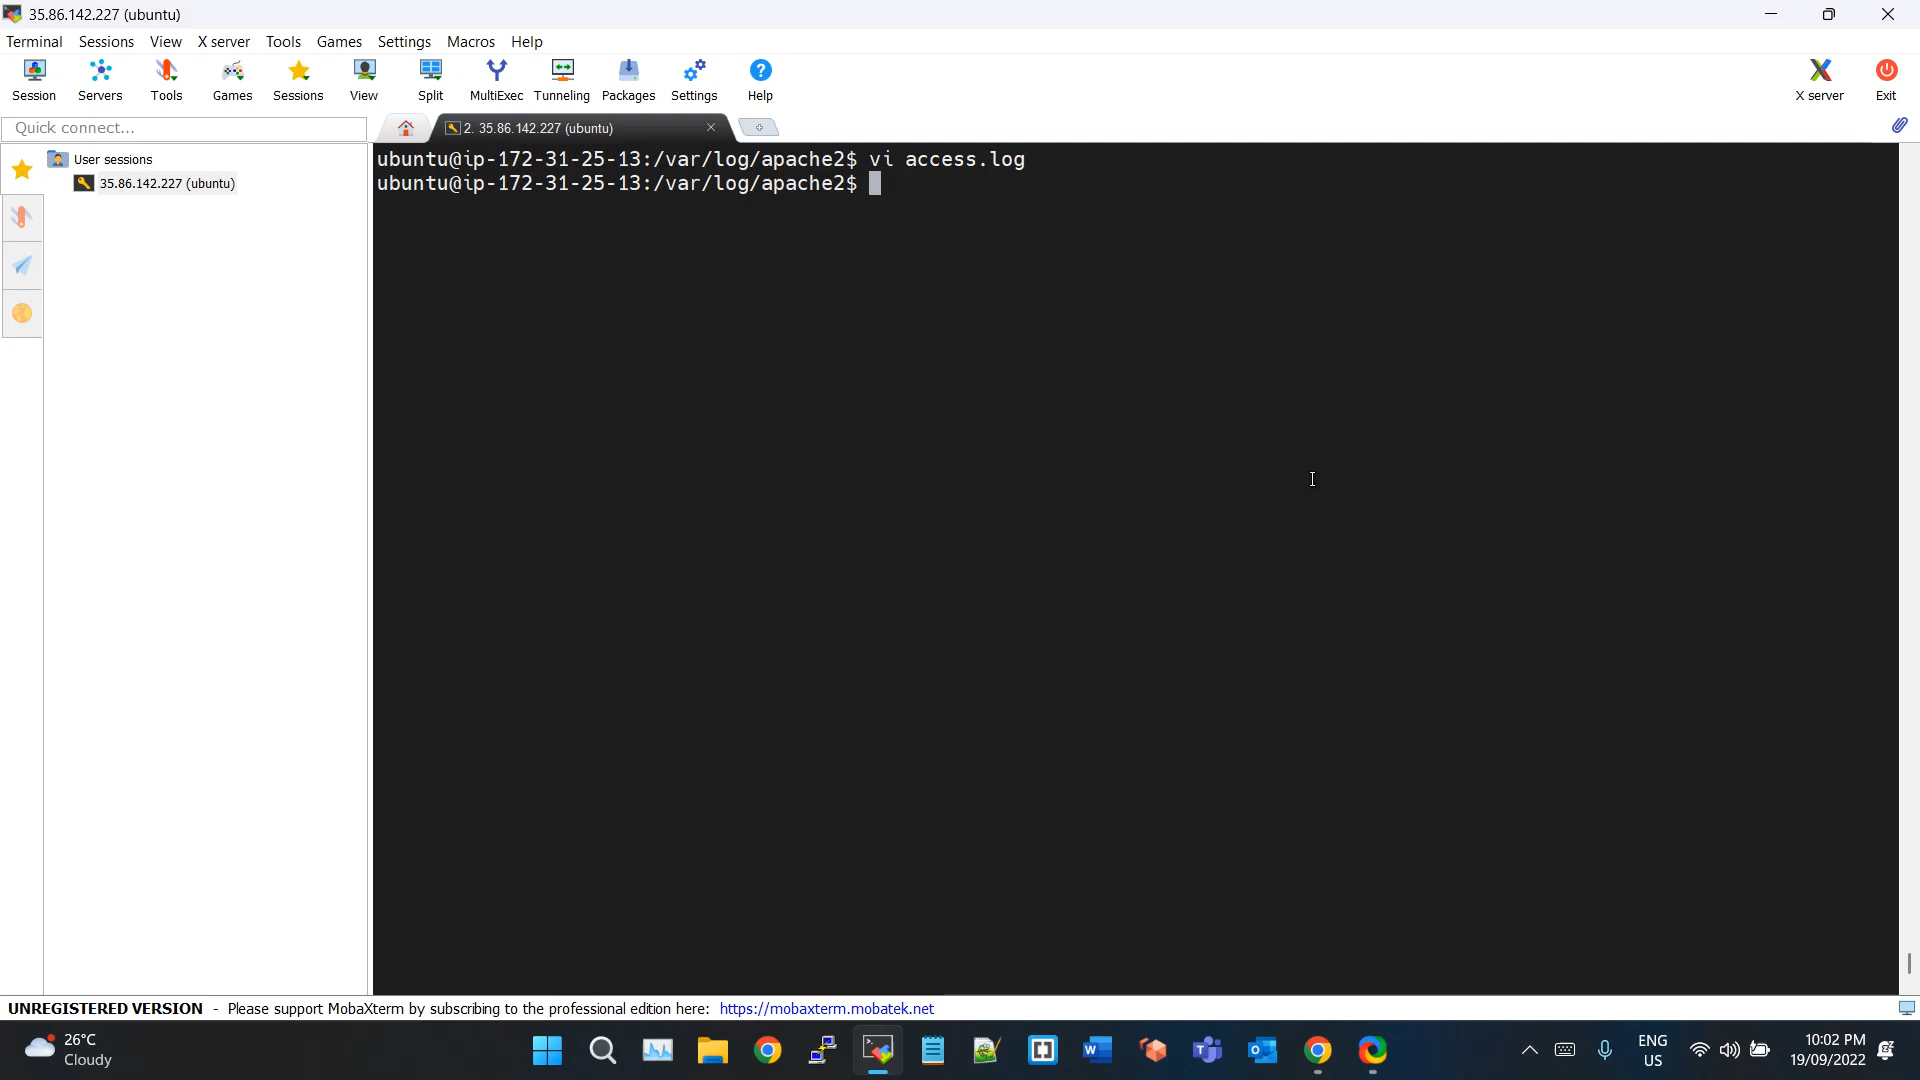 35.86.142.227 (ubuntu)
Terminal Sessions View X server Tools Games Settings Macros Help
Session Servers Tools Games Sessions View Split MultiExec Tunneling Packages Settings Help X server Exit
Quick connect...
2. 35.86.142.227 (ubuntu)
User sessions
35.86.142.227 (ubuntu)
ubuntu@ip-172-31-25-13:/var/log/apache2$ vi access.log
ubuntu@ip-172-31-25-13:/var/log/apache2$
UNREGISTERED VERSION - Please support MobaXterm by subscribing to the professional edition here: https://mobaxterm.mobatek.net
26°C
Cloudy
ENG
US
10:02 PM
19/09/2022